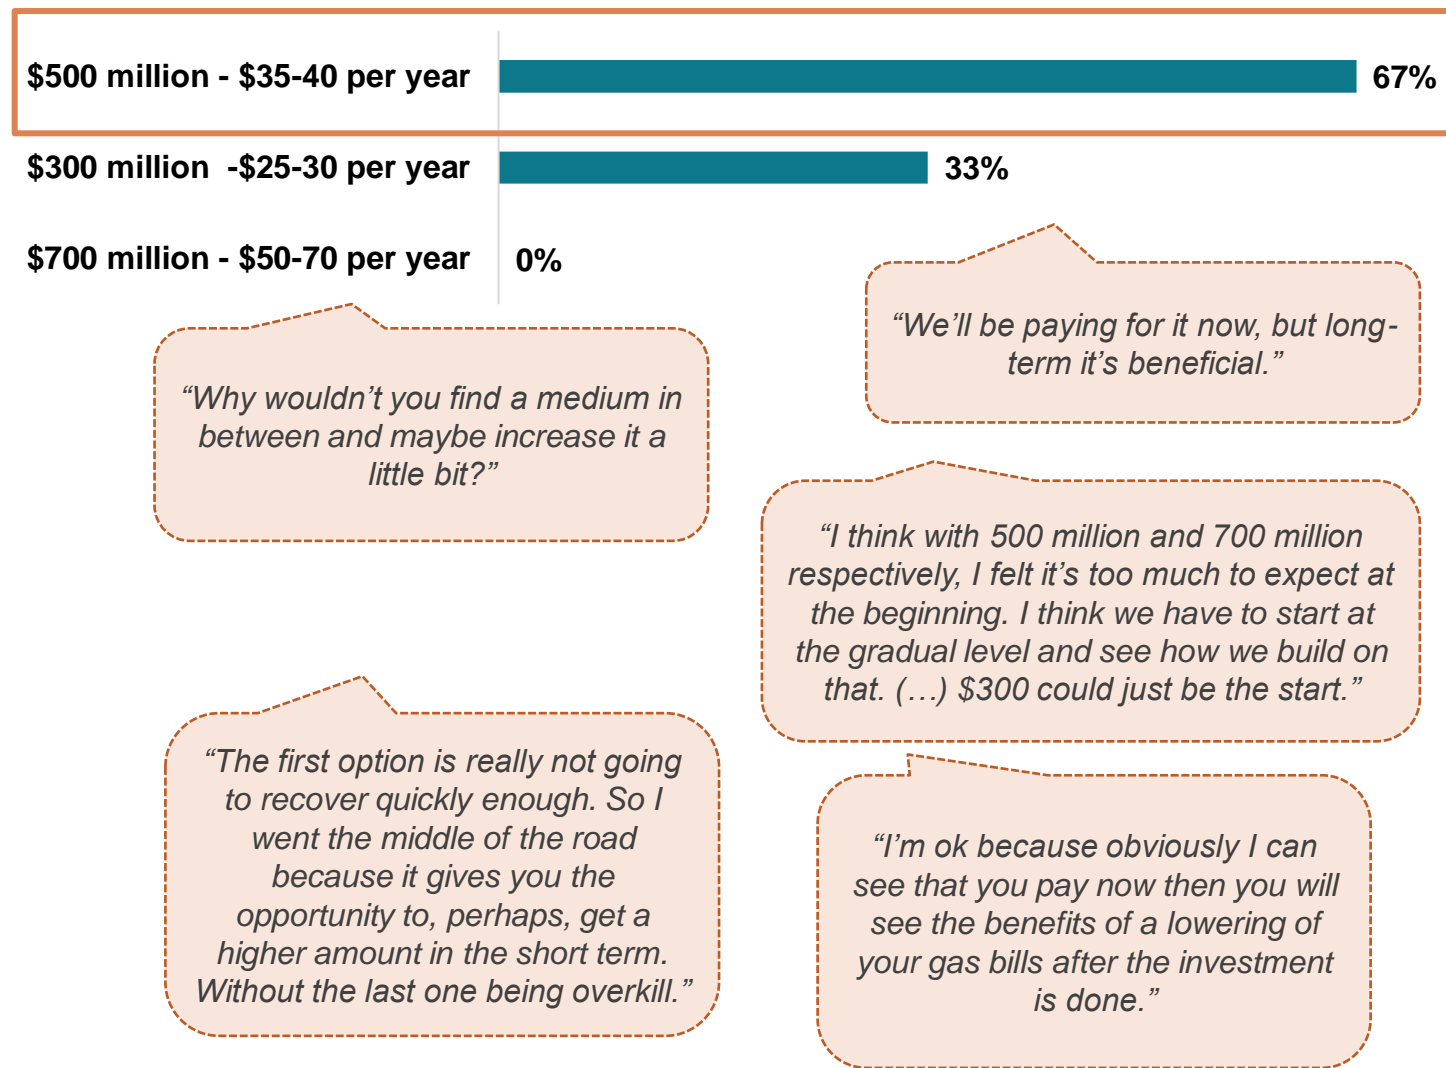 $500 million - $35-40 per year
67%
$300 million  -$25-30 per year
33%
$700 million - $50-70 per year
0%
“We’ll be paying for it now, but long-
term it’s beneficial.”
“Why wouldn’t you find a medium in
between and maybe increase it a
little bit?”
“I think with 500 million and 700 million
respectively, I felt it’s too much to expect at
the beginning. I think we have to start at
the gradual level and see how we build on
that. (…) $300 could just be the start.”
“The first option is really not going
to recover quickly enough. So I
went the middle of the road
because it gives you the
opportunity to, perhaps, get a
higher amount in the short term.
Without the last one being overkill.”
“I’m ok because obviously I can
see that you pay now then you will
see the benefits of a lowering of
your gas bills after the investment
is done.”